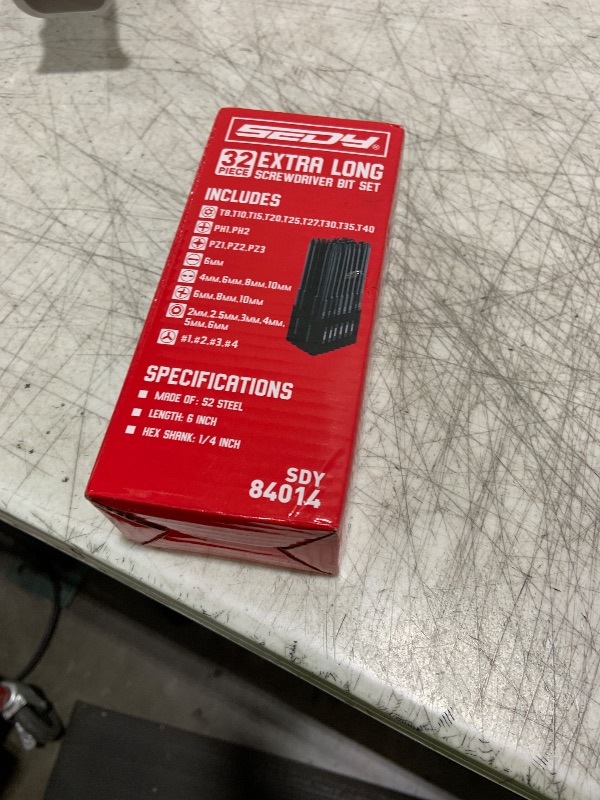 SEDY®
32 PIECE EXTRA LONG
SCREWDRIVER BIT SET
INCLUDES
T8,T10,T15,T20,T25,T27,T30,T35,T40
PH1,PH2
PZ1,PZ2,PZ3
6MM
4MM,6MM,8MM,10MM
6MM,8MM,10MM
2MM,2.5MM,3MM,4MM,
5MM,6MM
#1,#2,#3,#4
SPECIFICATIONS
MADE OF: S2 STEEL
LENGTH: 6 INCH
HEX SHANK: 1/4 INCH
SDY
84014